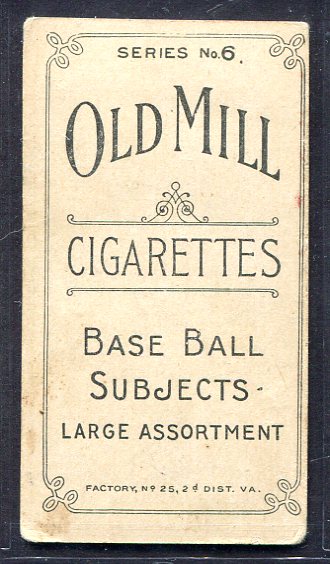 SERIES No.6
OLD MILL
CIGARETTES
BASE BALL
SUBJECTS.
LARGE ASSORTMENT
FACTORY, Nº 25, 2ᵈ DIST. VA.